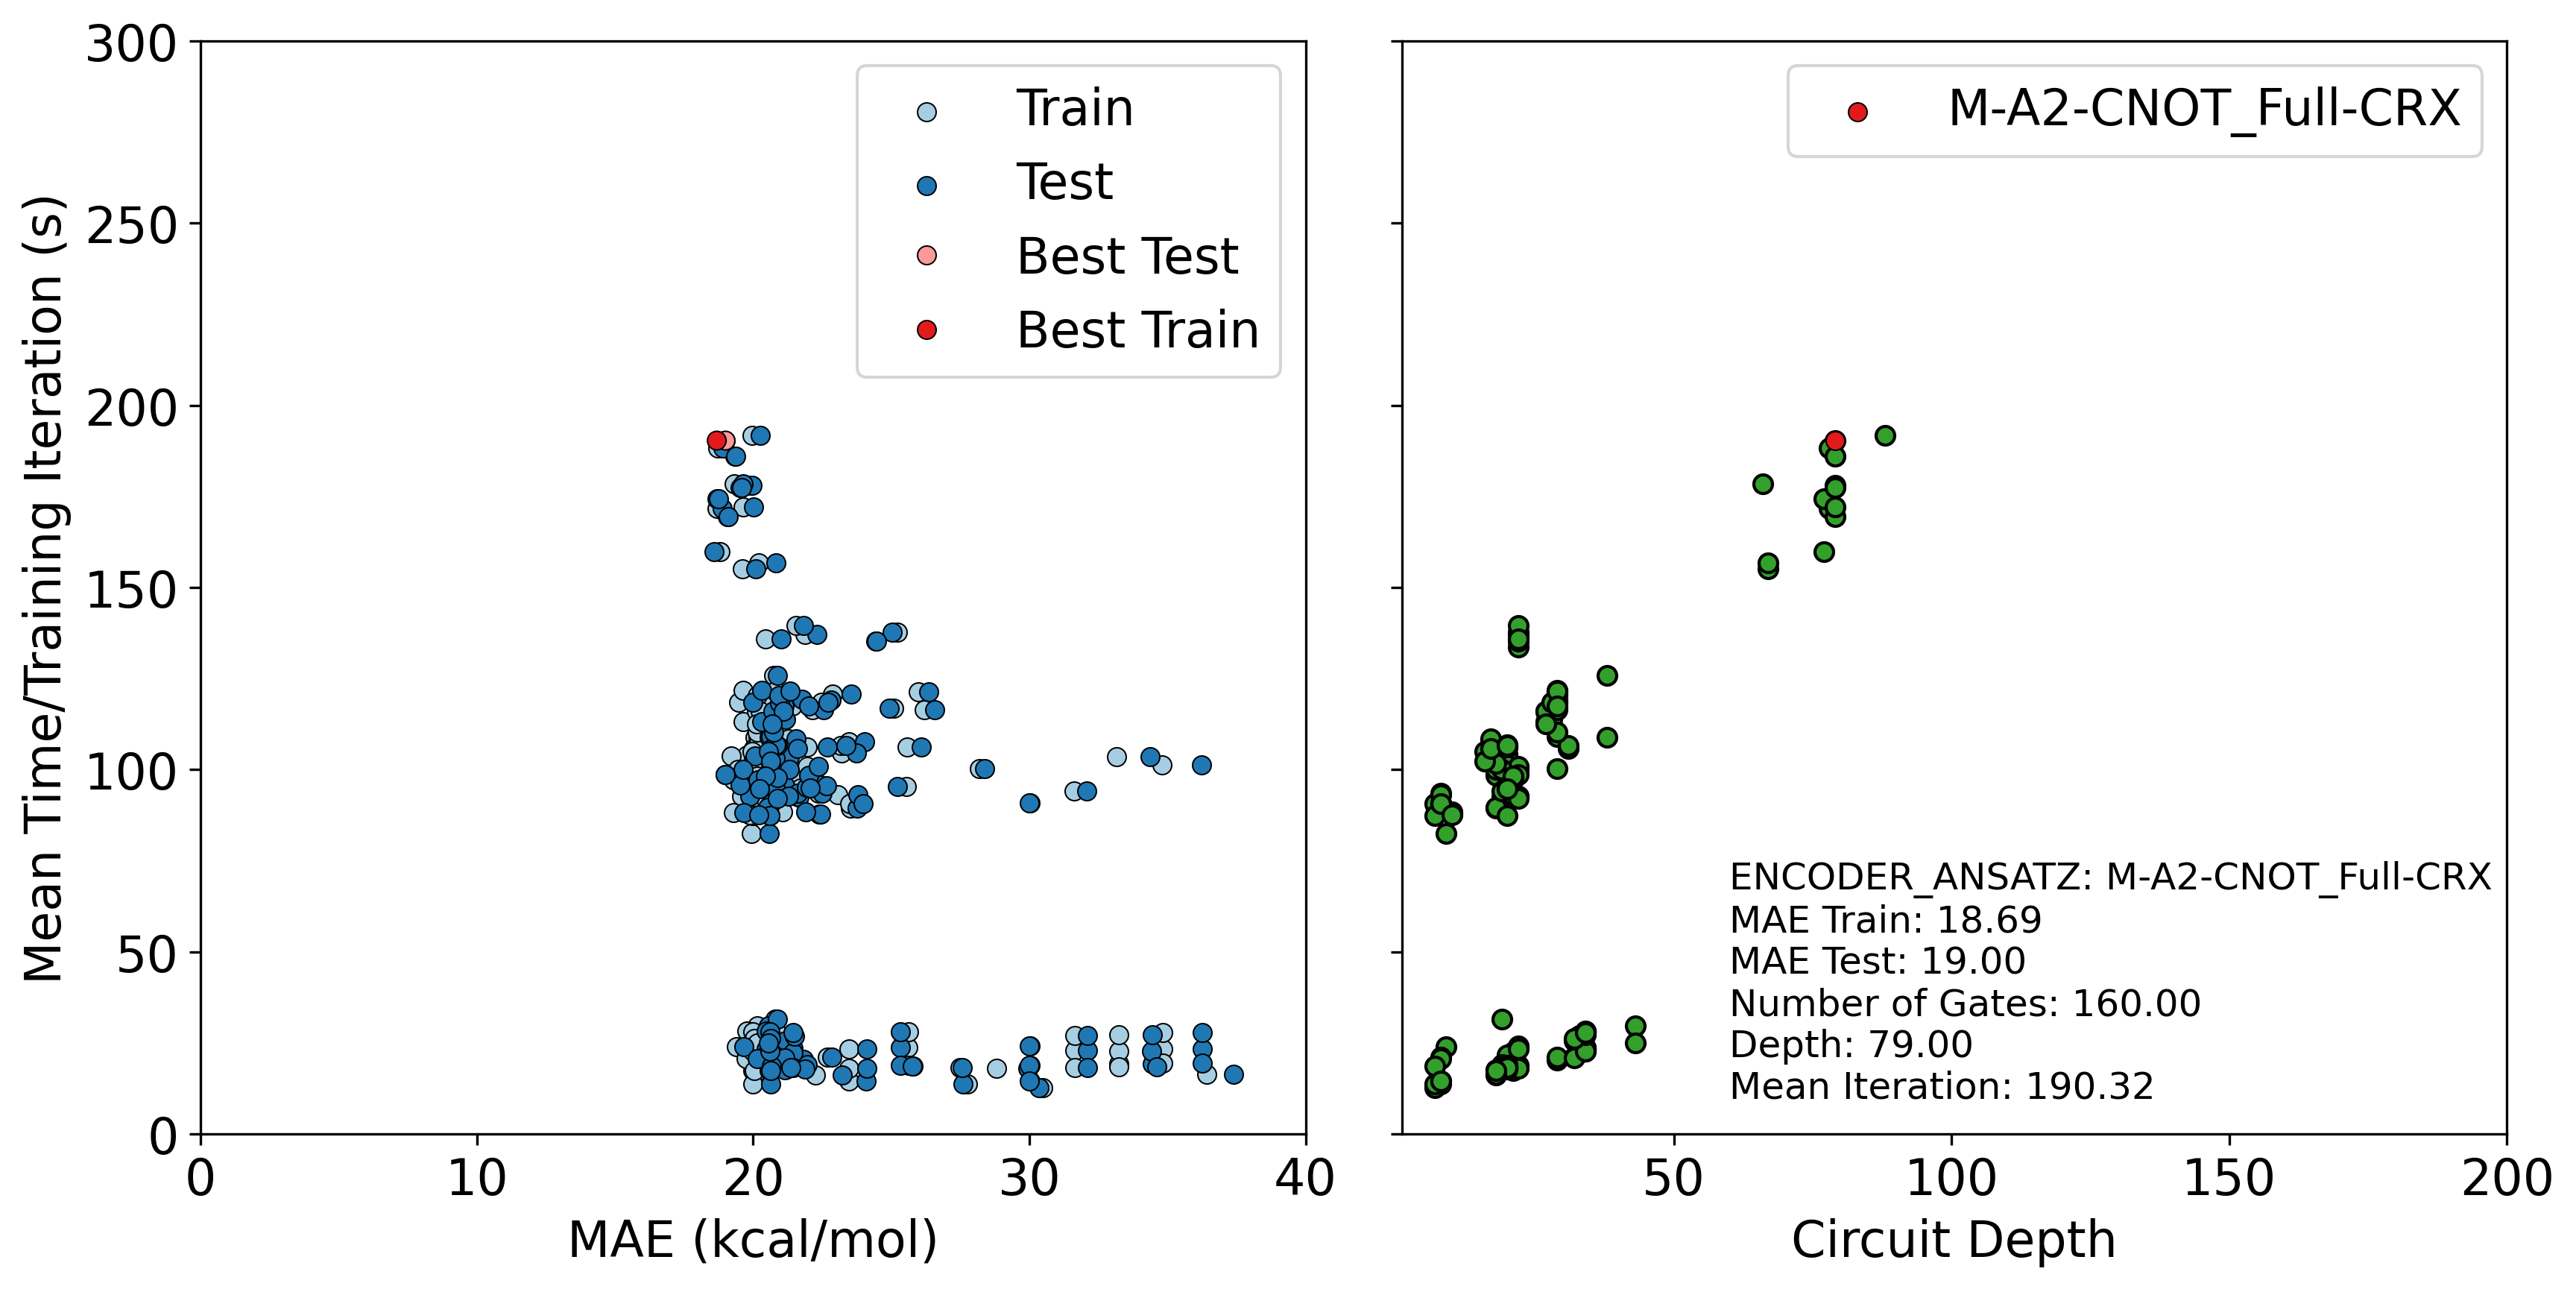 300
250
200
150
100
50
0
Mean Time/Training Iteration (s)
Train
Test
Best Test
Best Train
0 10 20 30 40
MAE (kcal/mol)
M-A2-CNOT_Full-CRX
ENCODER_ANSATZ: M-A2-CNOT_Full-CRX
MAE Train: 18.69
MAE Test: 19.00
Number of Gates: 160.00
Depth: 79.00
Mean Iteration: 190.32
50 100 150 200
Circuit Depth